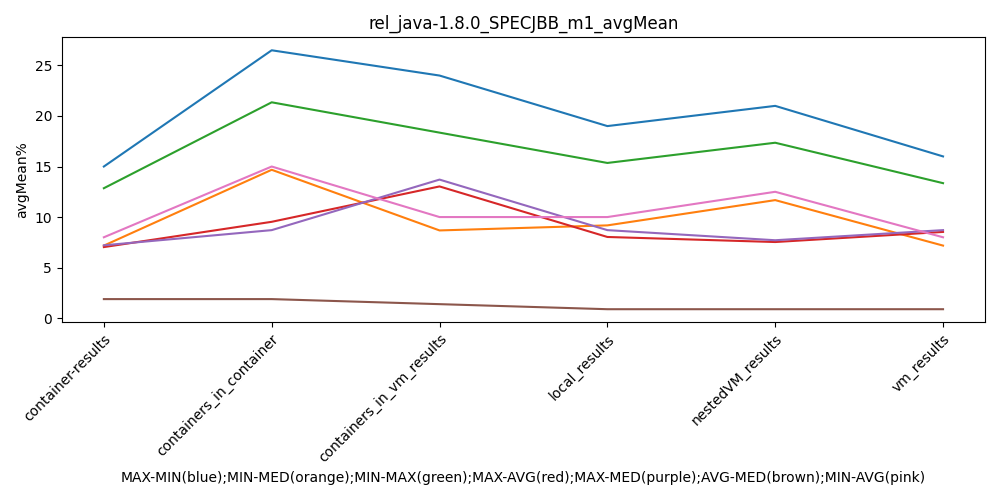 rel_java-1.8.0_SPECJBB_m1_avgMean
avgMean%
25
20
15
10
5
0
container-results
containers_in_container
containers_in_vm_results
local_results
nestedVM_results
vm_results
MAX-MIN(blue);MIN-MED(orange);MIN-MAX(green);MAX-AVG(red);MAX-MED(purple);AVG-MED(brown);MIN-AVG(pink)